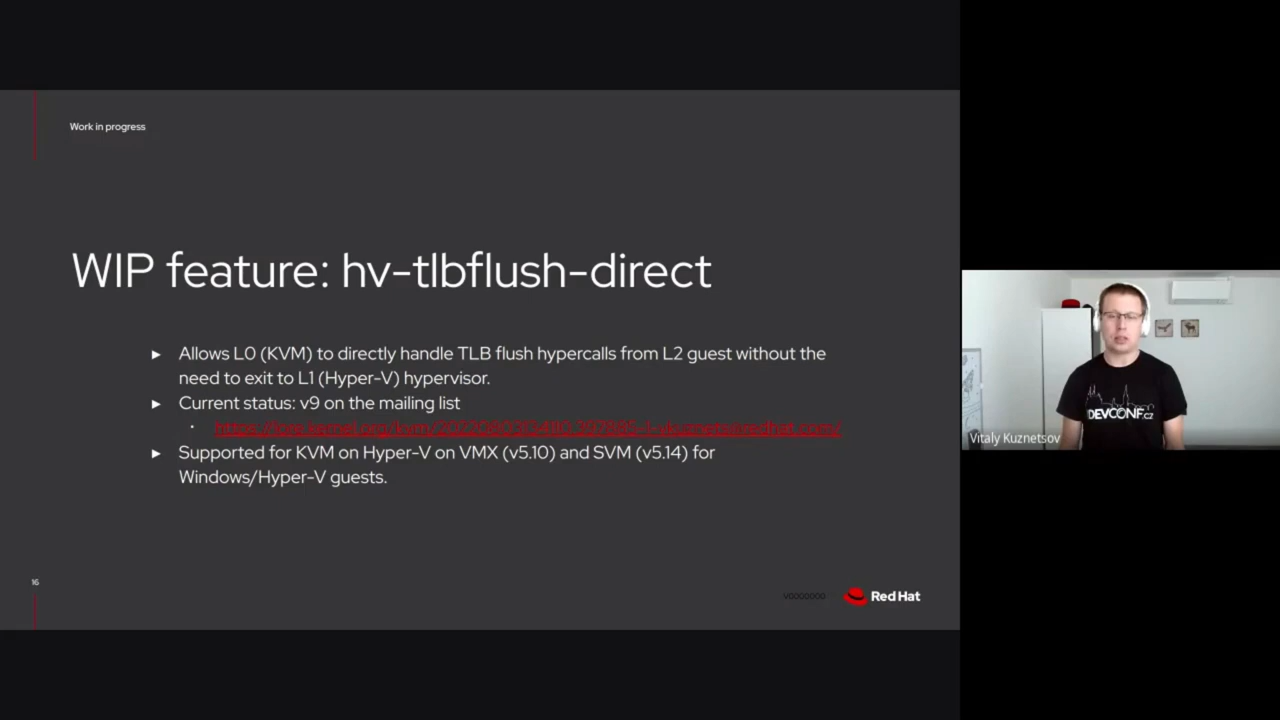 Work in progress
WIP feature: hv-tlbflush-direct
► Allows L0 (KVM) to directly handle TLB flush hypercalls from L2 guest without the
need to exit to L1 (Hyper-V) hypervisor.
► Current status: v9 on the mailing list
► Supported for KVM on Hyper-V on VMX (v5.10) and SVM (v5.14) for
Windows/Hyper-V guests.
16
V0000000
Red Hat
DEVCONF.cz
Vitaly Kuznetsov